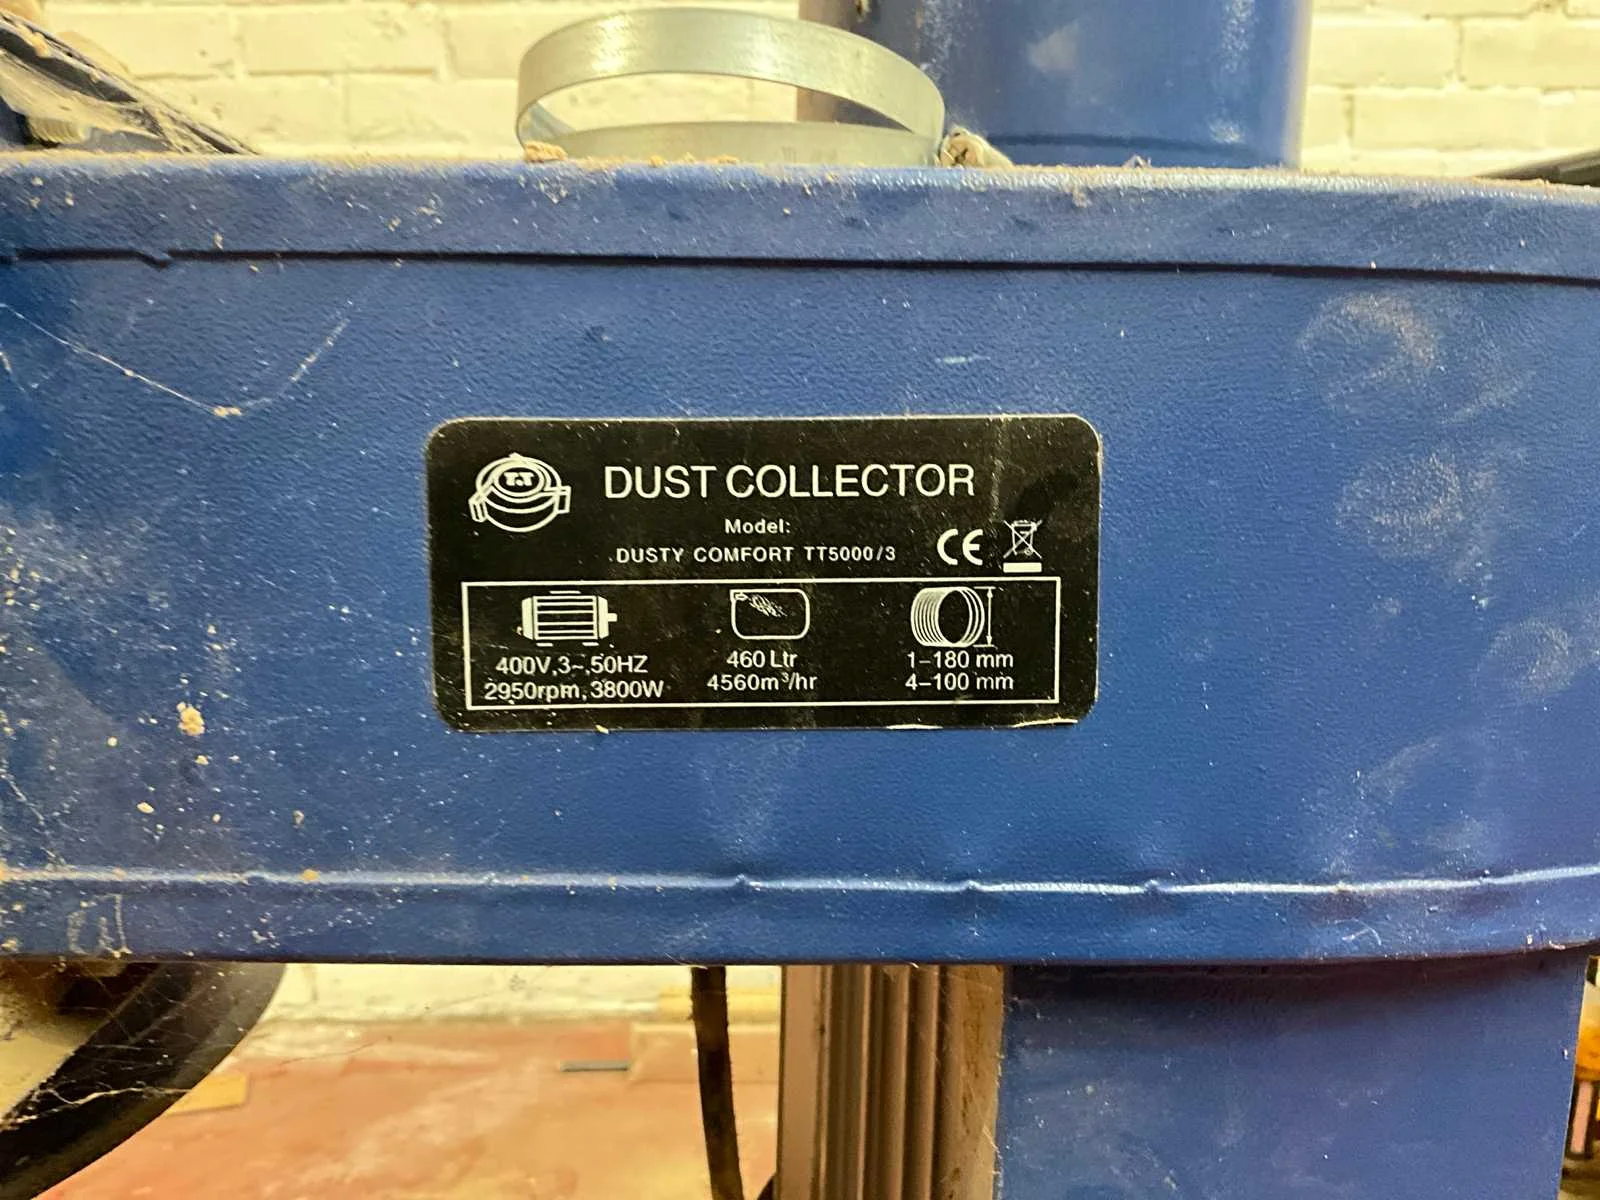 T.T
DUST COLLECTOR
Model:
DUSTY COMFORT TT5000/3
CE
400V,3~,50HZ
2950rpm,3800W
460 Ltr
4560m³/hr
1-180 mm
4-100 mm